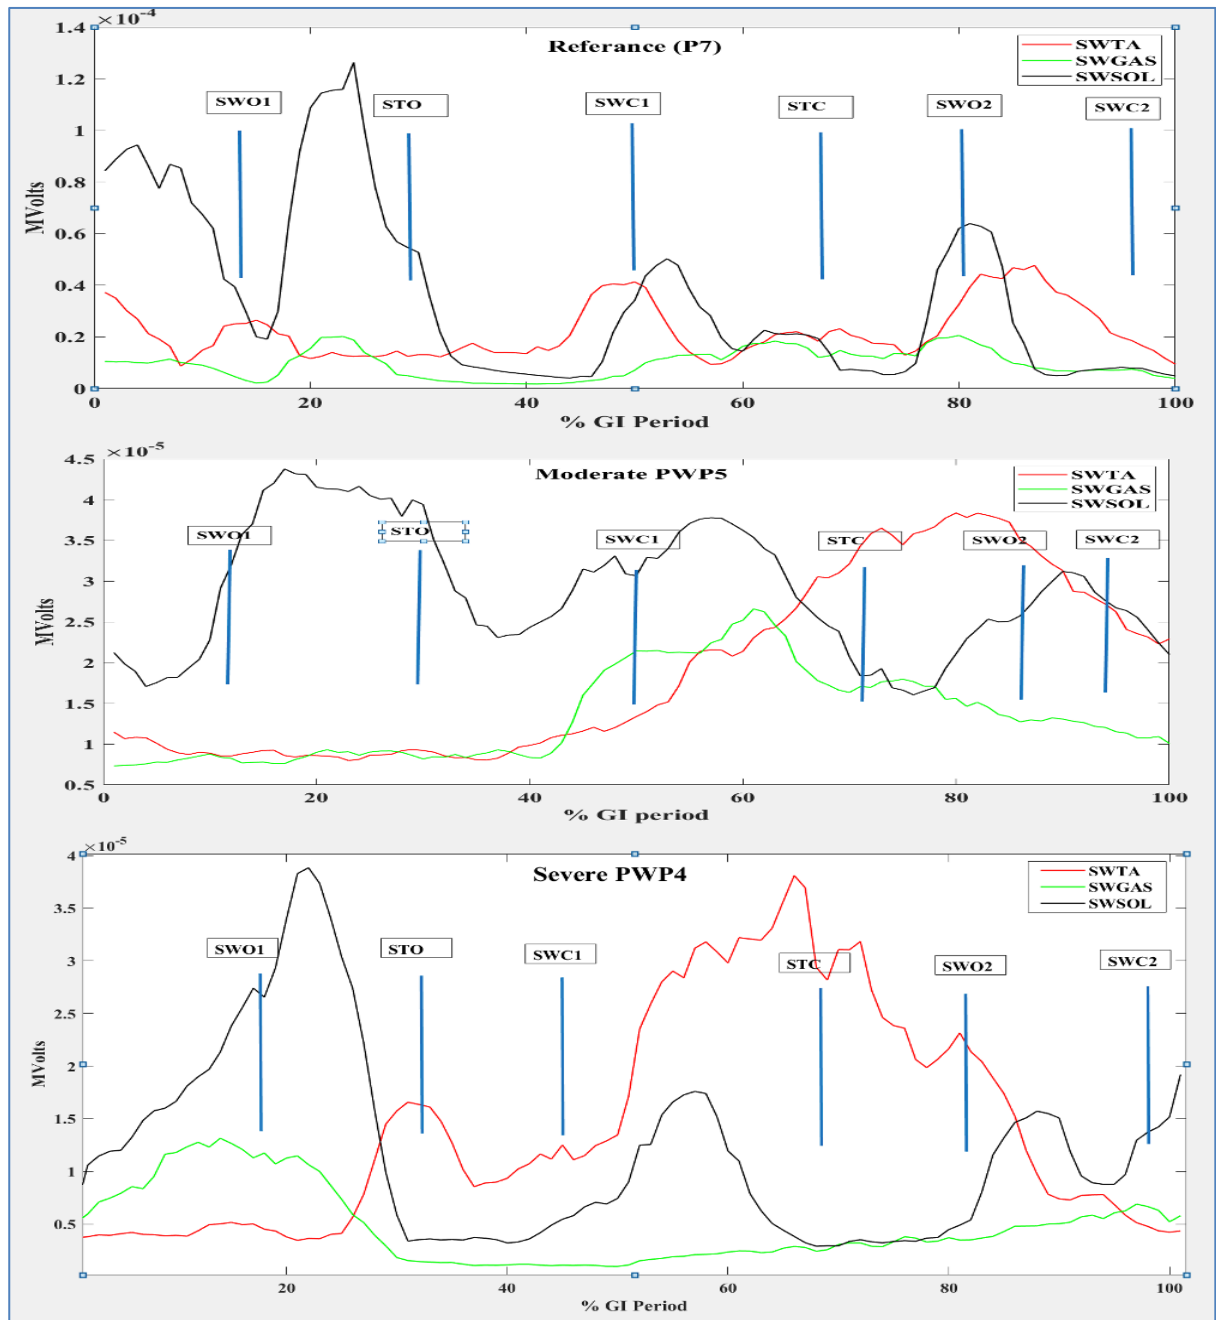 ×10^-4
Referance (P7)
SWTA
SWGAS
SWSOL
SWO1
STO
SWC1
STC
SWO2
SWC2
MVolts
1.4
1.2
1
0.8
0.6
0.4
0.2
0
0 20 40 60 80 100
% GI Period
×10^-5
Moderate PWP5
SWTA
SWGAS
SWSOL
SWO1
STO
SWC1
STC
SWO2
SWC2
MVolts
4.5
4
3.5
3
2.5
2
1.5
1
0.5
0 20 40 60 80 100
% GI period
×10^-5
Severe PWP4
SWTA
SWGAS
SWSOL
SWO1
STO
SWC1
STC
SWO2
SWC2
MVolts
4
3.5
3
2.5
2
1.5
1
0.5
20 40 60 80 100
% GI Period